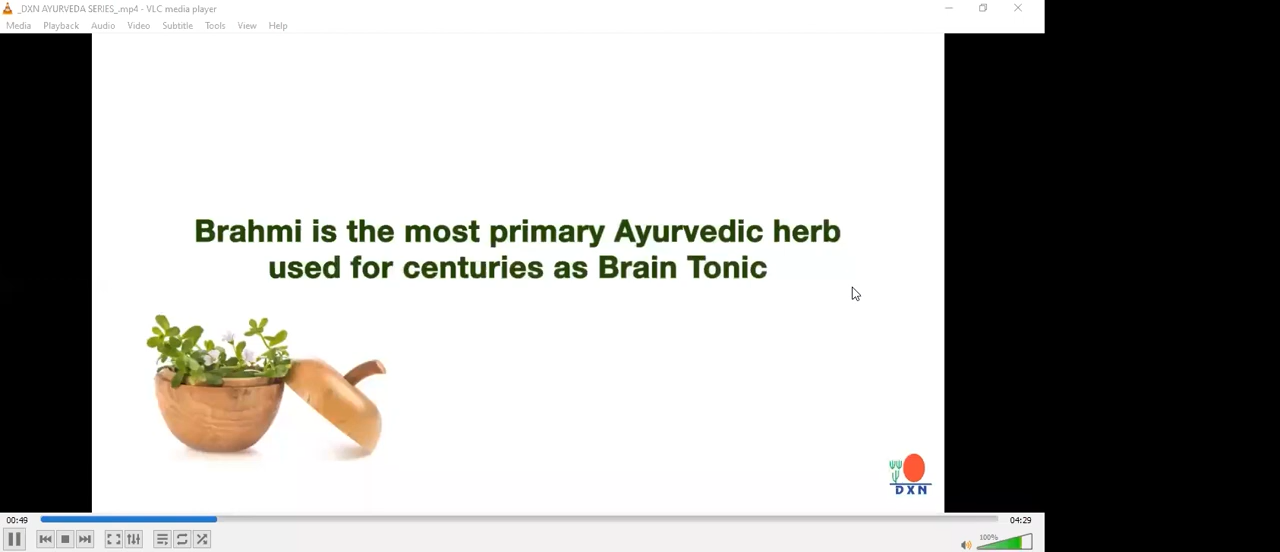 _DXN AYURVEDA SERIES_.mp4 - VLC media player
Media Playback Audio Video Subtitle Tools View Help
Brahmi is the most primary Ayurvedic herb
used for centuries as Brain Tonic
DXN
00:49 04:29
100%